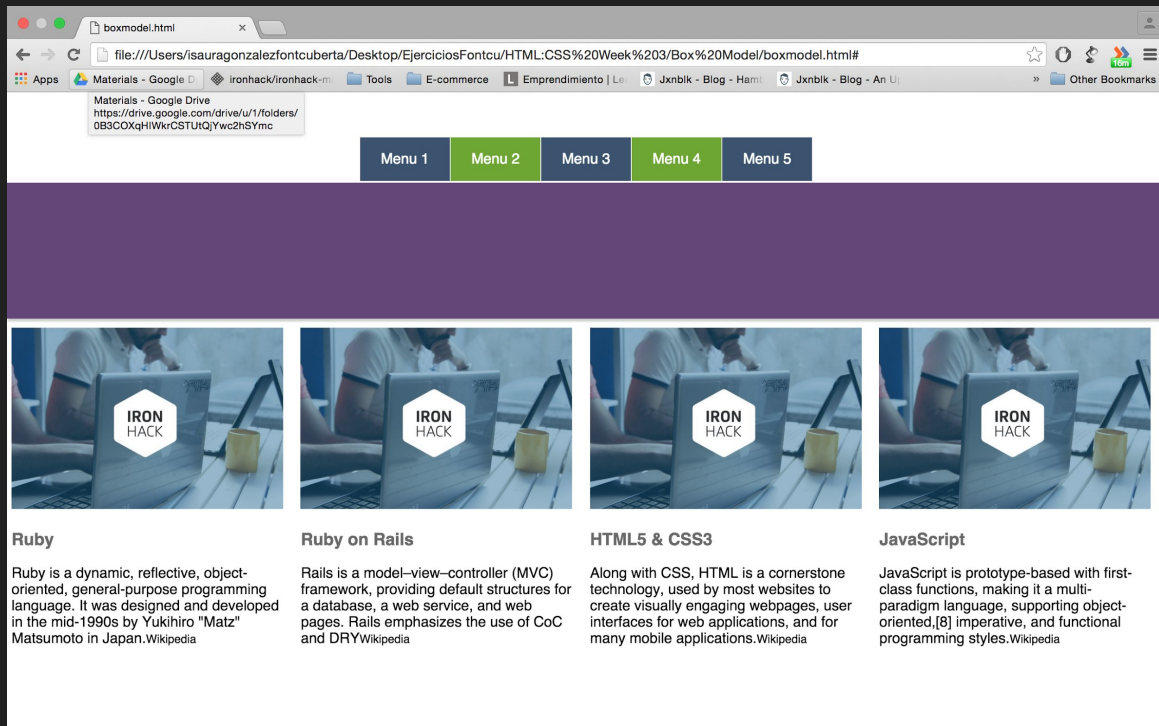 boxmodel.html
file:///Users/isauragonzalezfontcuberta/Desktop/EjerciciosFontcu/HTML:CSS%20Week%203/Box%20Model/boxmodel.html#
16m
Apps Materials - Google D ironhack/ironhack-m Tools E-commerce L Emprendimiento | Le Jxnblk - Blog - Ham Jxnblk - Blog - An U » Other Bookmarks
Materials - Google Drive
https://drive.google.com/drive/u/1/folders/
0B3COXqHlWkrCSTUtQjYwc2hSYmc
Menu 1 Menu 2 Menu 3 Menu 4 Menu 5
IRON
HACK
IRON
HACK
IRON
HACK
IRON
HACK
Ruby
Ruby is a dynamic, reflective, object-
oriented, general-purpose programming
language. It was designed and developed
in the mid-1990s by Yukihiro "Matz"
Matsumoto in Japan.Wikipedia
Ruby on Rails
Rails is a model–view–controller (MVC)
framework, providing default structures for
a database, a web service, and web
pages. Rails emphasizes the use of CoC
and DRYWikipedia
HTML5 & CSS3
Along with CSS, HTML is a cornerstone
technology, used by most websites to
create visually engaging webpages, user
interfaces for web applications, and for
many mobile applications.Wikipedia
JavaScript
JavaScript is prototype-based with first-
class functions, making it a multi-
paradigm language, supporting object-
oriented,[8] imperative, and functional
programming styles.Wikipedia